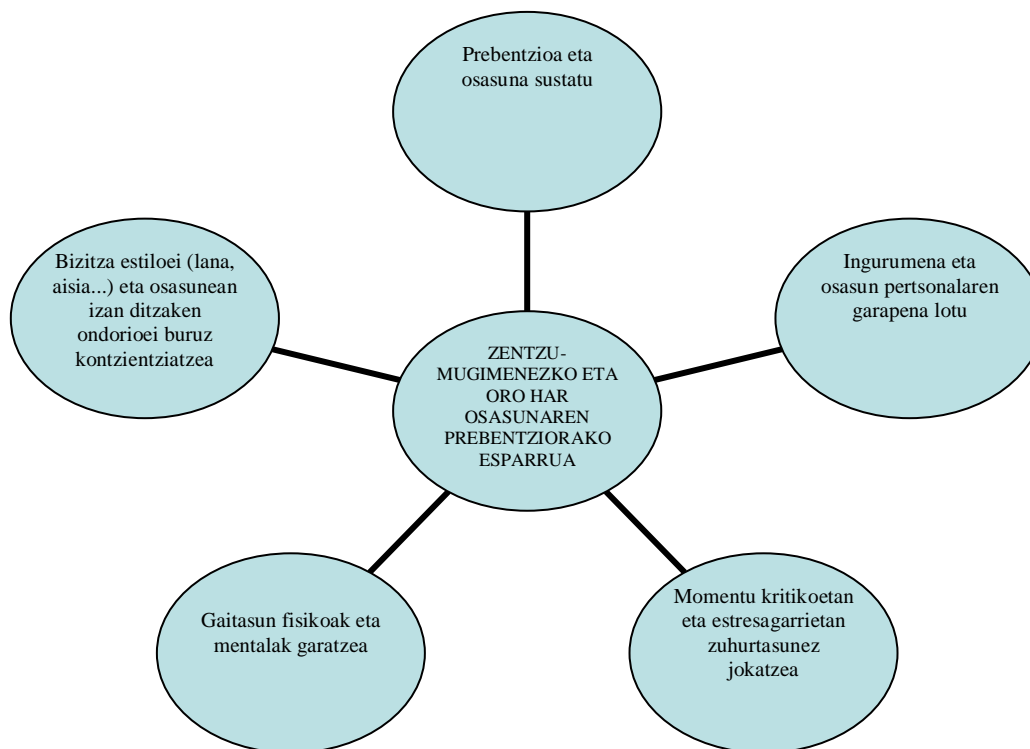 Prebentzioa eta
osasuna sustatu
Bizitza estiloei (lana,
aisia...) eta osasunean
izan ditzaken
ondorioei buruz
kontzientziatzea
Ingurumena eta
osasun pertsonalaren
garapena lotu
ZENTZU-
MUGIMENEZKO ETA
ORO HAR
OSASUNAREN
PREBENTZIORAKO
ESPARRUA
Gaitasun fisikoak eta
mentalak garatzea
Momentu kritikoetan
eta estresagarrietan
zuhurtasunez
jokatzea